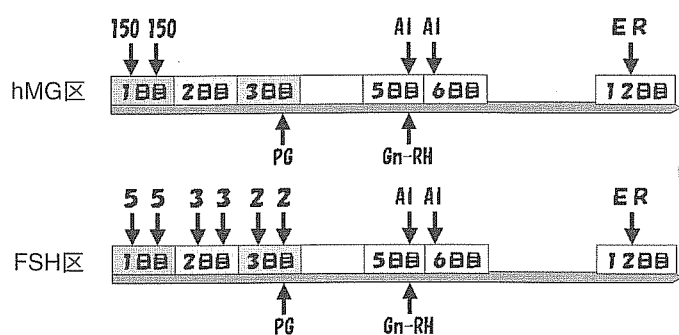 150 150 AI AI ER
hMG区 1日目 2日目 3日目 5日目 6日目 12日目
PG Gn-RH
5 5 3 3 2 2 AI AI ER
FSH区 1日目 2日目 3日目 5日目 6日目 12日目
PG Gn-RH